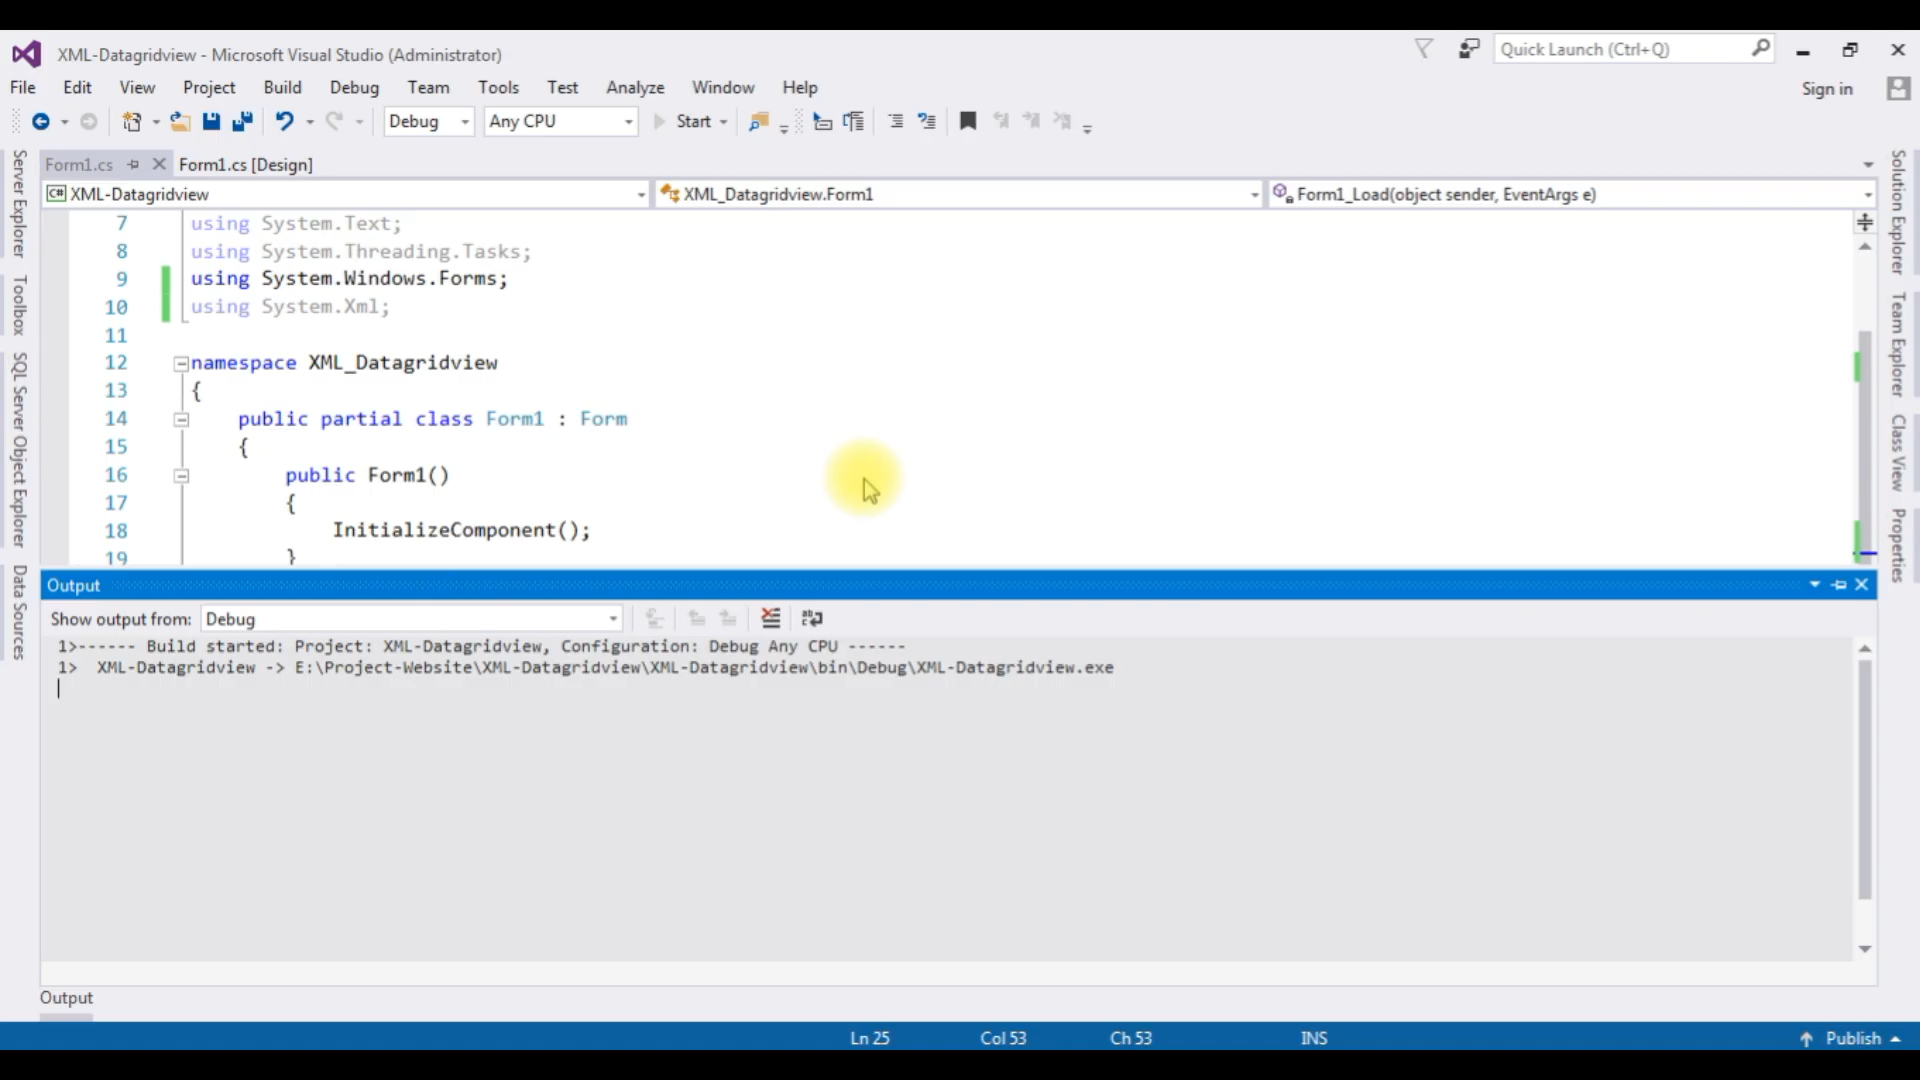 XML-Datagridview - Microsoft Visual Studio (Administrator)
Quick Launch (Ctrl+Q)
File Edit View Project Build Debug Team Tools Test Analyze Window Help
Sign in
Debug Any CPU Start
Form1.cs Form1.cs [Design]
C# XML-Datagridview XML_Datagridview.Form1 Form1_Load(object sender, EventArgs e)
7 using System.Text;
8 using System.Threading.Tasks;
9 using System.Windows.Forms;
10 using System.Xml;
11
12 namespace XML_Datagridview
13 {
14 public partial class Form1 : Form
15 {
16 public Form1()
17 {
18 InitializeComponent();
19 }
Server Explorer
Toolbox
SQL Server Object Explorer
Data Sources
Solution Explorer
Team Explorer
Class View
Properties
Output
Show output from: Debug
1>------ Build started: Project: XML-Datagridview, Configuration: Debug Any CPU ------
1>  XML-Datagridview -> E:\Project-Website\XML-Datagridview\XML-Datagridview\bin\Debug\XML-Datagridview.exe
Output
Ln 25 Col 53 Ch 53 INS Publish